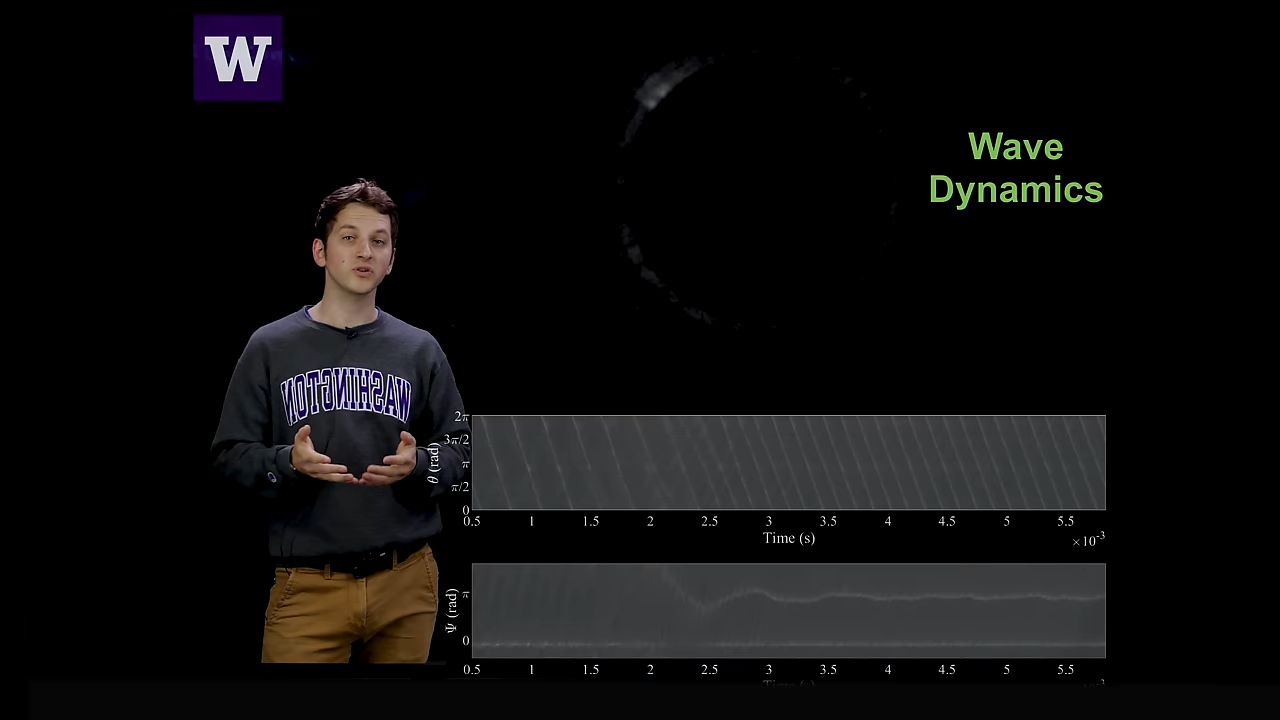 W
Wave
Dynamics
WASHINGTON
2π
3π/2
π
π/2
0
θ (rad)
0.5 1 1.5 2 2.5 3 3.5 4 4.5 5 5.5
Time (s)
×10⁻³
π
0
Ψ (rad)
0.5 1 1.5 2 2.5 3 3.5 4 4.5 5 5.5
Time (s)